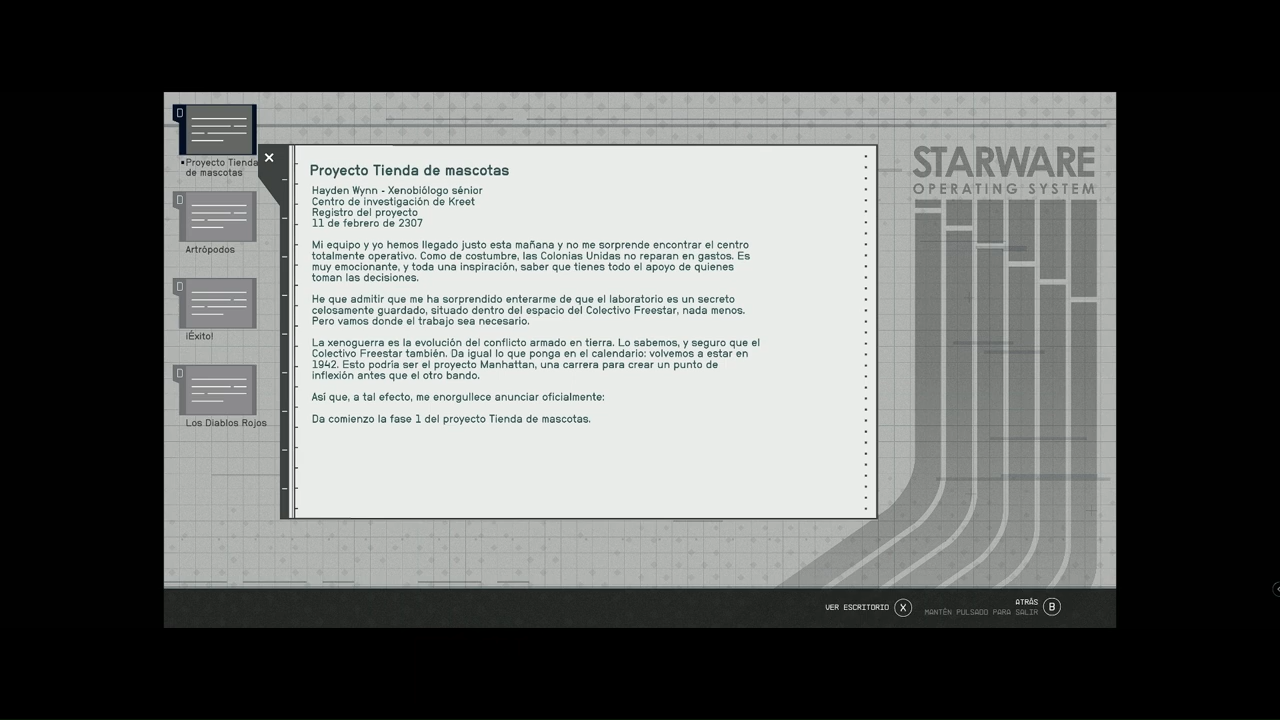 Proyecto Tienda
de mascotas
Artrópodos
¡Éxito!
Los Diablos Rojos
Proyecto Tienda de mascotas
Hayden Wynn - Xenobiólogo sénior
Centro de investigación de Kreet
Registro del proyecto
11 de febrero de 2307
Mi equipo y yo hemos llegado justo esta mañana y no me sorprende encontrar el centro
totalmente operativo. Como de costumbre, las Colonias Unidas no reparan en gastos. Es
muy emocionante, y toda una inspiración, saber que tienes todo el apoyo de quienes
toman las decisiones.
He que admitir que me ha sorprendido enterarme de que el laboratorio es un secreto
celosamente guardado, situado dentro del espacio del Colectivo Freestar, nada menos.
Pero vamos donde el trabajo sea necesario.
La xenoguerra es la evolución del conflicto armado en tierra. Lo sabemos, y seguro que el
Colectivo Freestar también. Da igual lo que ponga en el calendario: volvemos a estar en
1942. Esto podría ser el proyecto Manhattan, una carrera para crear un punto de
inflexión antes que el otro bando.
Así que, a tal efecto, me enorgullece anunciar oficialmente:
Da comienzo la fase 1 del proyecto Tienda de mascotas.
STARWARE
OPERATING SYSTEM
VER ESCRITORIO X
ATRÁS B
MANTÉN PULSADO PARA SALIR